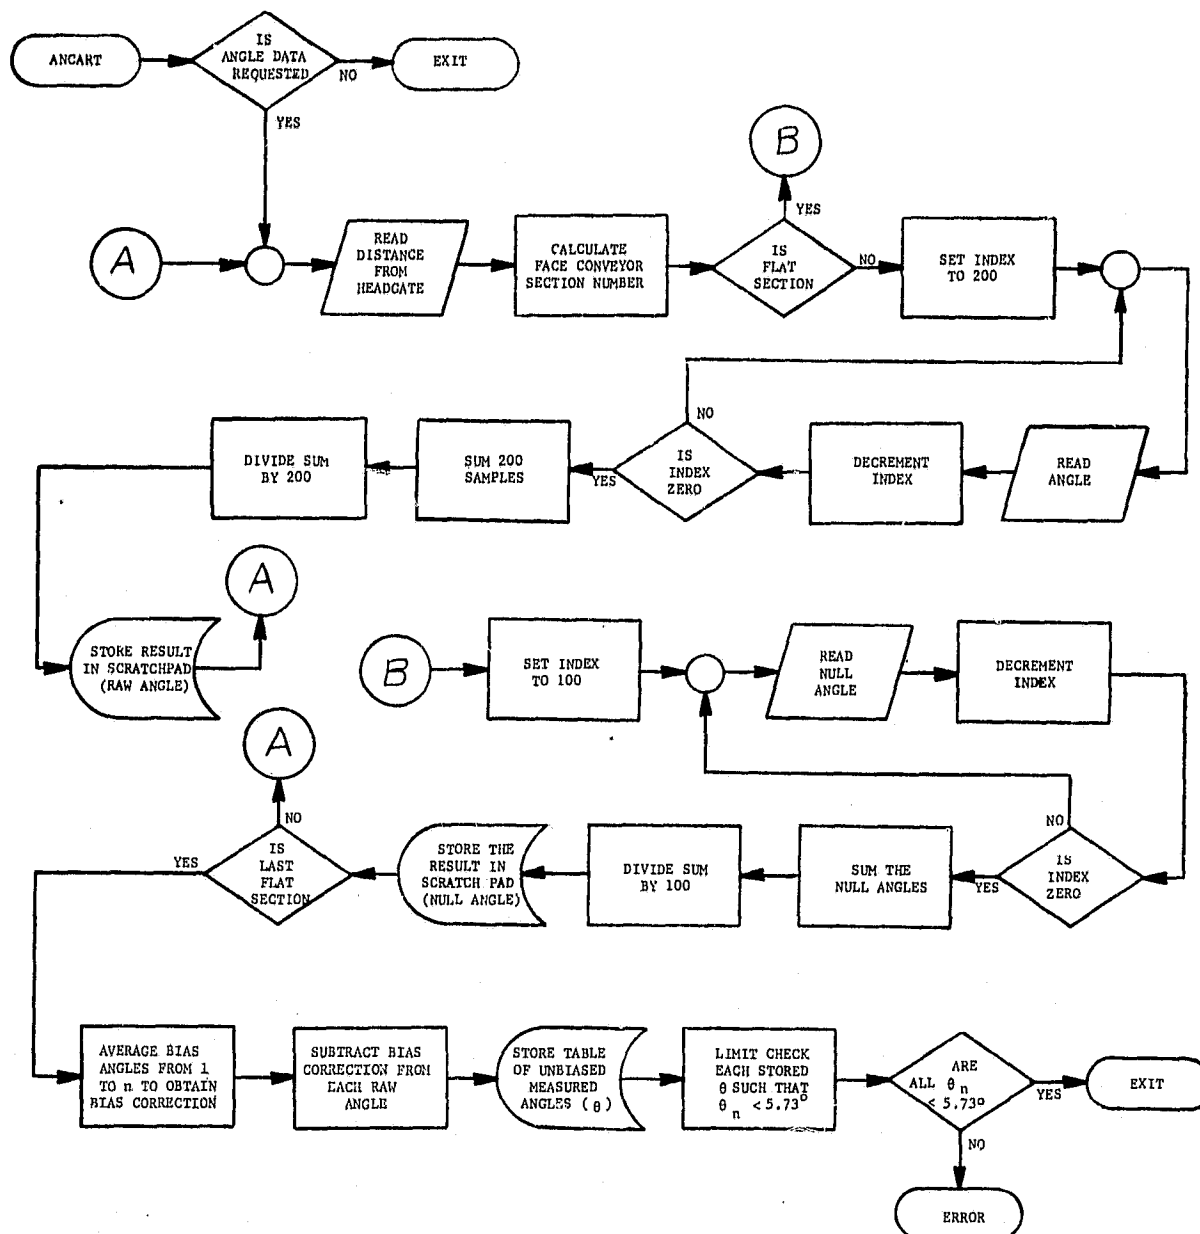 ANCART
IS
ANGLE DATA
REQUESTED
NO
EXIT
YES
B
YES
A
READ
DISTANCE
FROM
HEADGATE
CALCULATE
FACE CONVEYOR
SECTION NUMBER
IS
FLAT
SECTION
NO
SET INDEX
TO 200
NO
DIVIDE SUM
BY 200
SUM 200
SAMPLES
YES
IS
INDEX
ZERO
DECREMENT
INDEX
READ
ANGLE
A
STORE RESULT
IN SCRATCHPAD
(RAW ANGLE)
B
SET INDEX
TO 100
READ
NULL
ANGLE
DECREMENT
INDEX
A
NO
NO
YES
IS
LAST
FLAT
SECTION
STORE THE
RESULT IN
SCRATCH PAD
(NULL ANGLE)
DIVIDE SUM
BY 100
SUM THE
NULL ANGLES
YES
IS
INDEX
ZERO
AVERAGE BIAS
ANGLES FROM 1
TO n TO OBTAIN
BIAS CORRECTION
SUBTRACT BIAS
CORRECTION FROM
EACH RAW
ANGLE
STORE TABLE
OF UNBIASED
MEASURED
ANGLES (θ)
LIMIT CHECK
EACH STORED
θ SUCH THAT
θn < 5.73°
ARE
ALL θn
< 5.73°
YES
EXIT
NO
ERROR